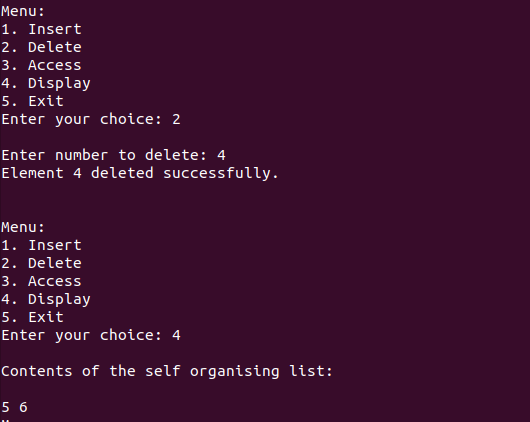 Menu:
1. Insert
2. Delete
3. Access
4. Display
5. Exit
Enter your choice: 2
Enter number to delete: 4
Element 4 deleted successfully.
Menu:
1. Insert
2. Delete
3. Access
4. Display
5. Exit
Enter your choice: 4
Contents of the self organising list:
5 6